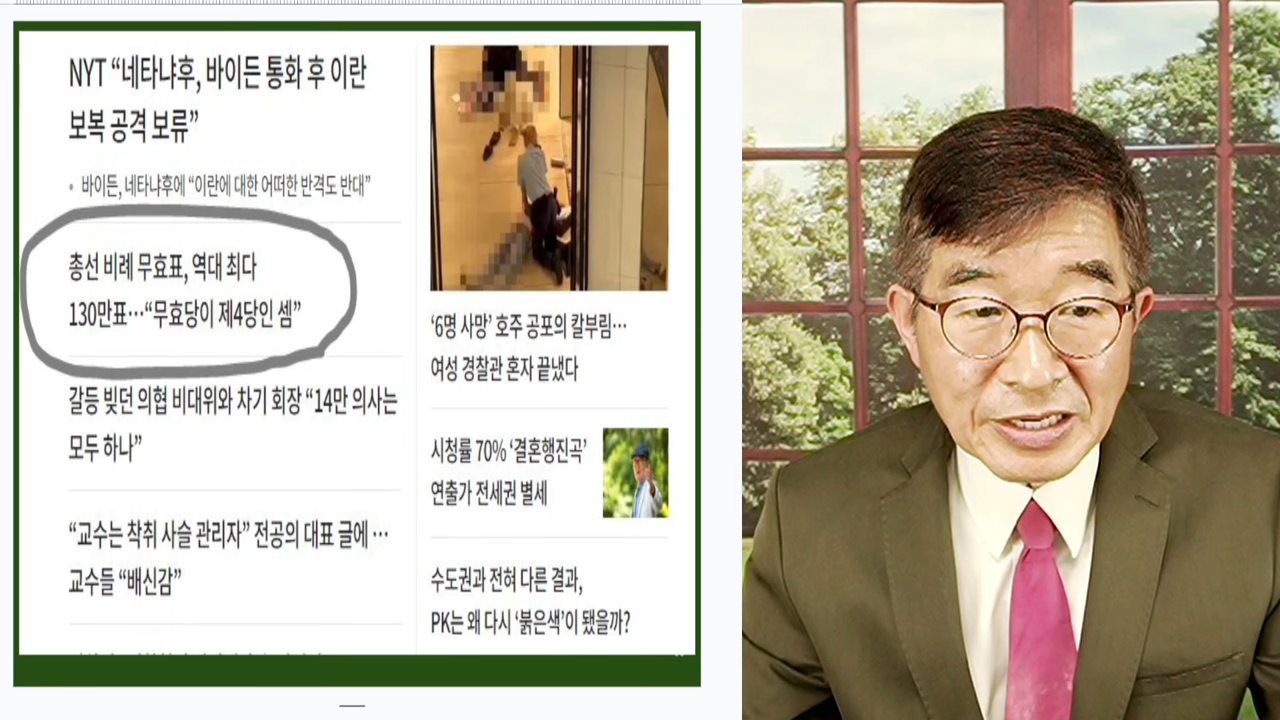 NYT “네타냐후, 바이든 통화 후 이란
보복 공격 보류”
• 바이든, 네타냐후에 “이란에 대한 어떠한 반격도 반대”
총선 비례 무효표, 역대 최다
130만표…“무효당이 제4당인 셈”
갈등 빚던 의협 비대위와 차기 회장 “14만 의사는
모두 하나”
“교수는 착취 사슬 관리자” 전공의 대표 글에 …
교수들 “배신감”
‘6명 사망’ 호주 공포의 칼부림…
여성 경찰관 혼자 끝냈다
시청률 70% ‘결혼행진곡’
연출가 전세권 별세
수도권과 전혀 다른 결과,
PK는 왜 다시 ‘붉은색’이 됐을까?